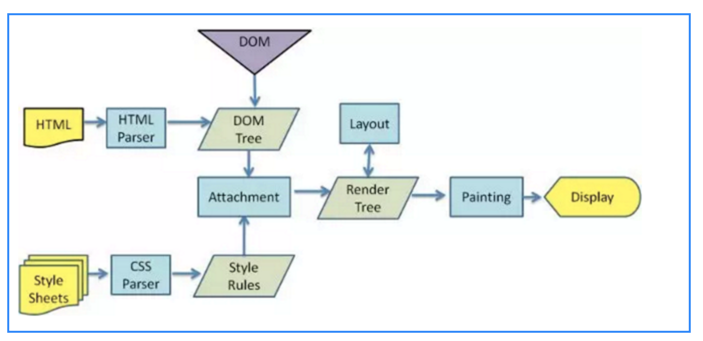 DOM
HTML
HTML
Parser
DOM
Tree
Layout
Attachment
Render
Tree
Painting
Display
Style
Sheets
CSS
Parser
Style
Rules